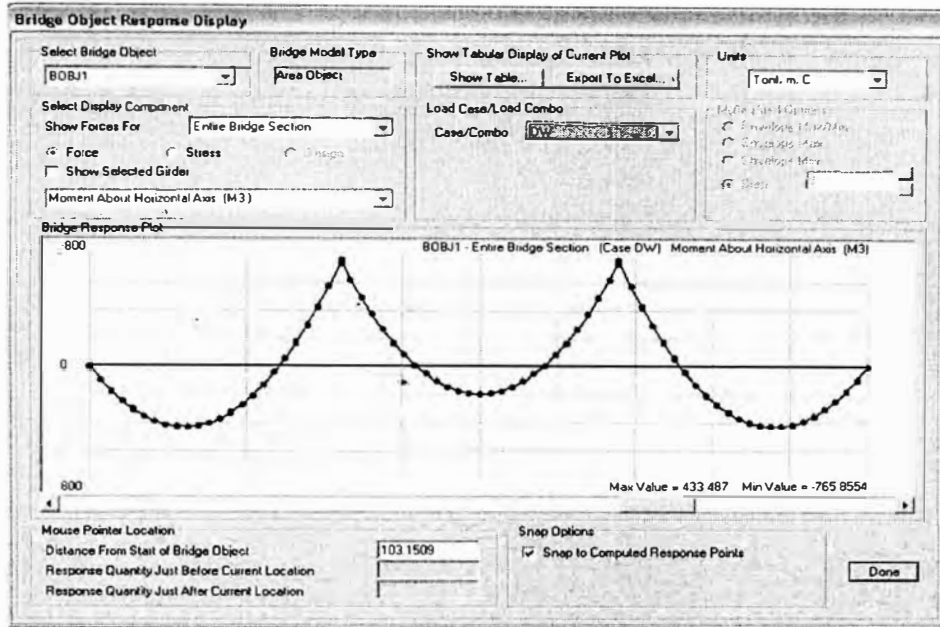 Bridge Object Response Display
Select Bridge Object
BOBJ1
Bridge Model Type
Area Object
Show Tabular Display of Current Plot
Show Table...
Export To Excel...
Units
Tonf, m, C
Select Display Component
Show Forces For
Entire Bridge Section
Force
Stress
Design
Show Selected Girder
Moment About Horizontal Axis (M3)
Load Case/Load Combo
Case/Combo
DW
Envelope Max
Step
Bridge Response Plot
-800
BOBJ1 - Entire Bridge Section (Case DW) Moment About Horizontal Axis (M3)
0
800
Max Value = 433.487 Min Value = -765.8554
Mouse Pointer Location
Distance From Start of Bridge Object
103.1509
Response Quantity Just Before Current Location
Response Quantity Just After Current Location
Snap Options
Snap to Computed Response Points
Done